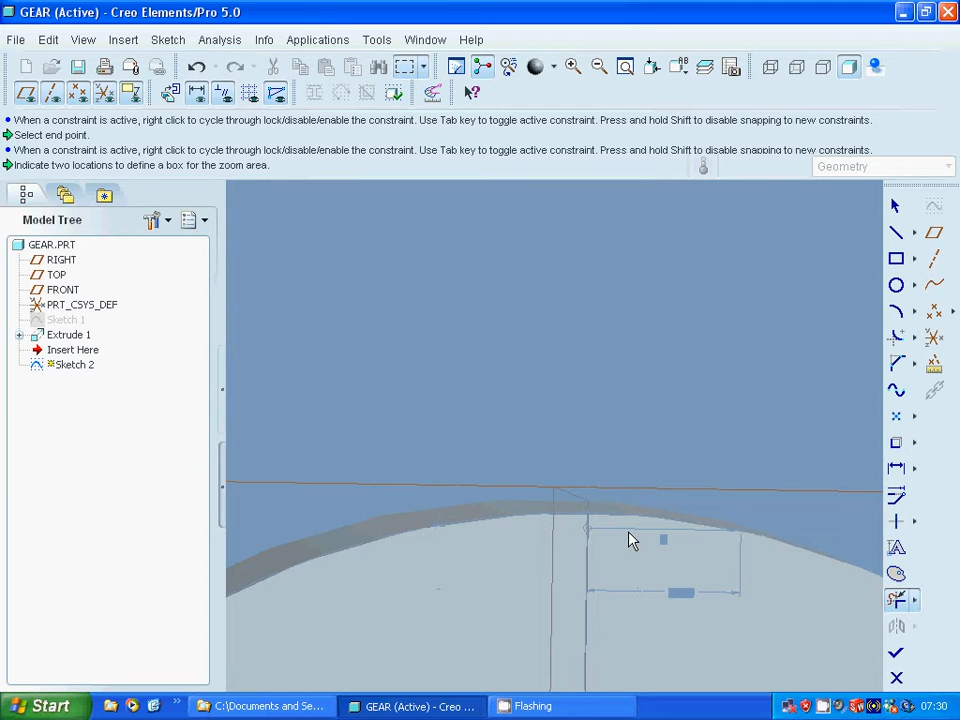 GEAR (Active) - Creo Elements/Pro 5.0
File Edit View Insert Sketch Analysis Info Applications Tools Window Help
When a constraint is active, right click to cycle through lock/disable/enable the constraint. Use Tab key to toggle active constraint. Press and hold Shift to disable snapping to new constraints.
Select end point.
When a constraint is active, right click to cycle through lock/disable/enable the constraint. Use Tab key to toggle active constraint. Press and hold Shift to disable snapping to new constraints.
Indicate two locations to define a box for the zoom area.
Geometry
Model Tree
GEAR.PRT
RIGHT
TOP
FRONT
PRT_CSYS_DEF
Sketch 1
Extrude 1
Insert Here
Sketch 2
Start
C:\Documents and Se...
GEAR (Active) - Creo ...
Flashing
07:30